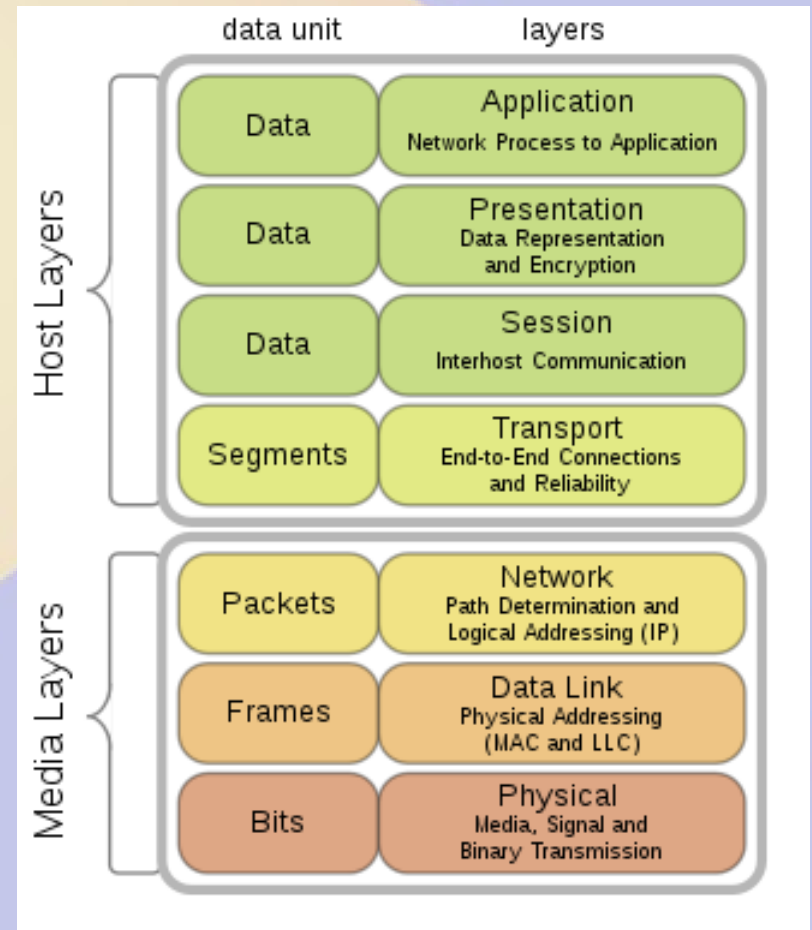 data unit layers
Host Layers
Data Application
Network Process to Application
Data Presentation
Data Representation
and Encryption
Data Session
Interhost Communication
Segments Transport
End-to-End Connections
and Reliability
Media Layers
Packets Network
Path Determination and
Logical Addressing (IP)
Frames Data Link
Physical Addressing
(MAC and LLC)
Bits Physical
Media, Signal and
Binary Transmission